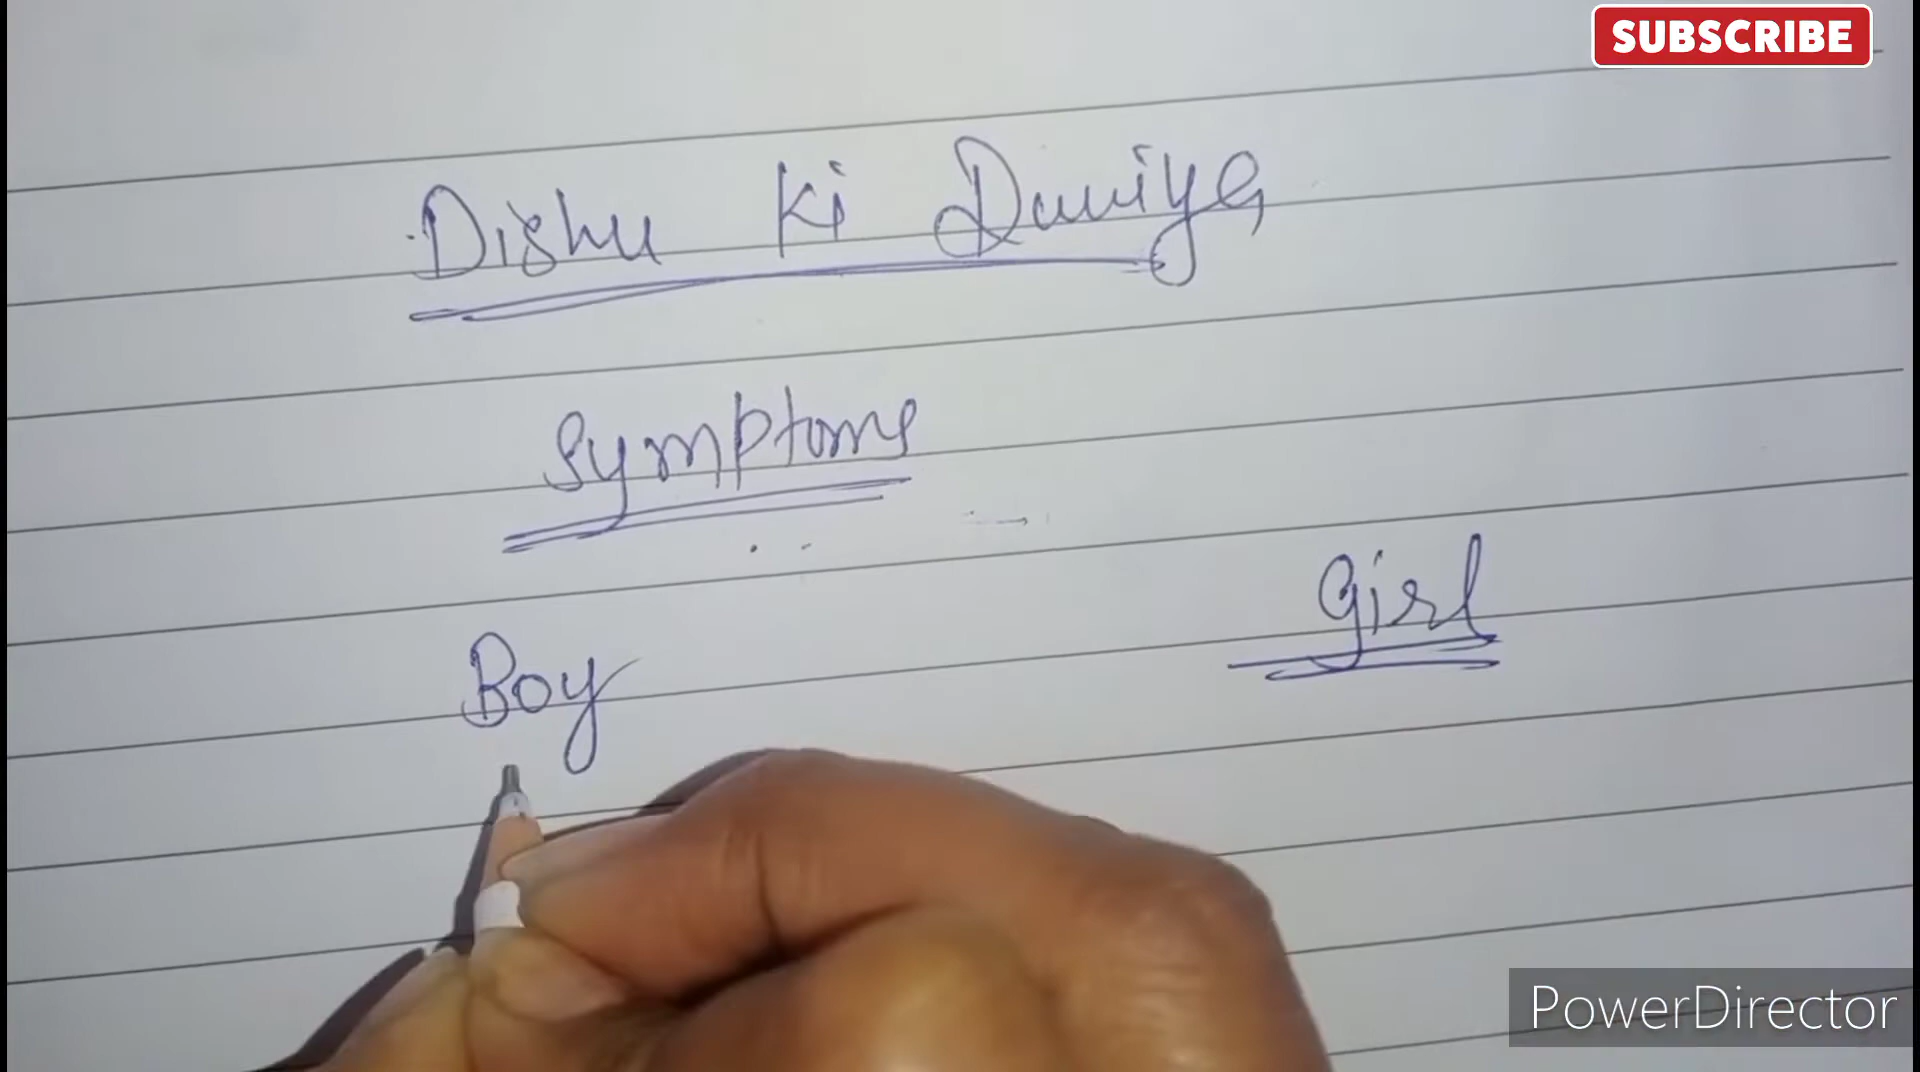 SUBSCRIBE
Dishu Ki Duniya
Symptoms
Girl
Boy
PowerDirector